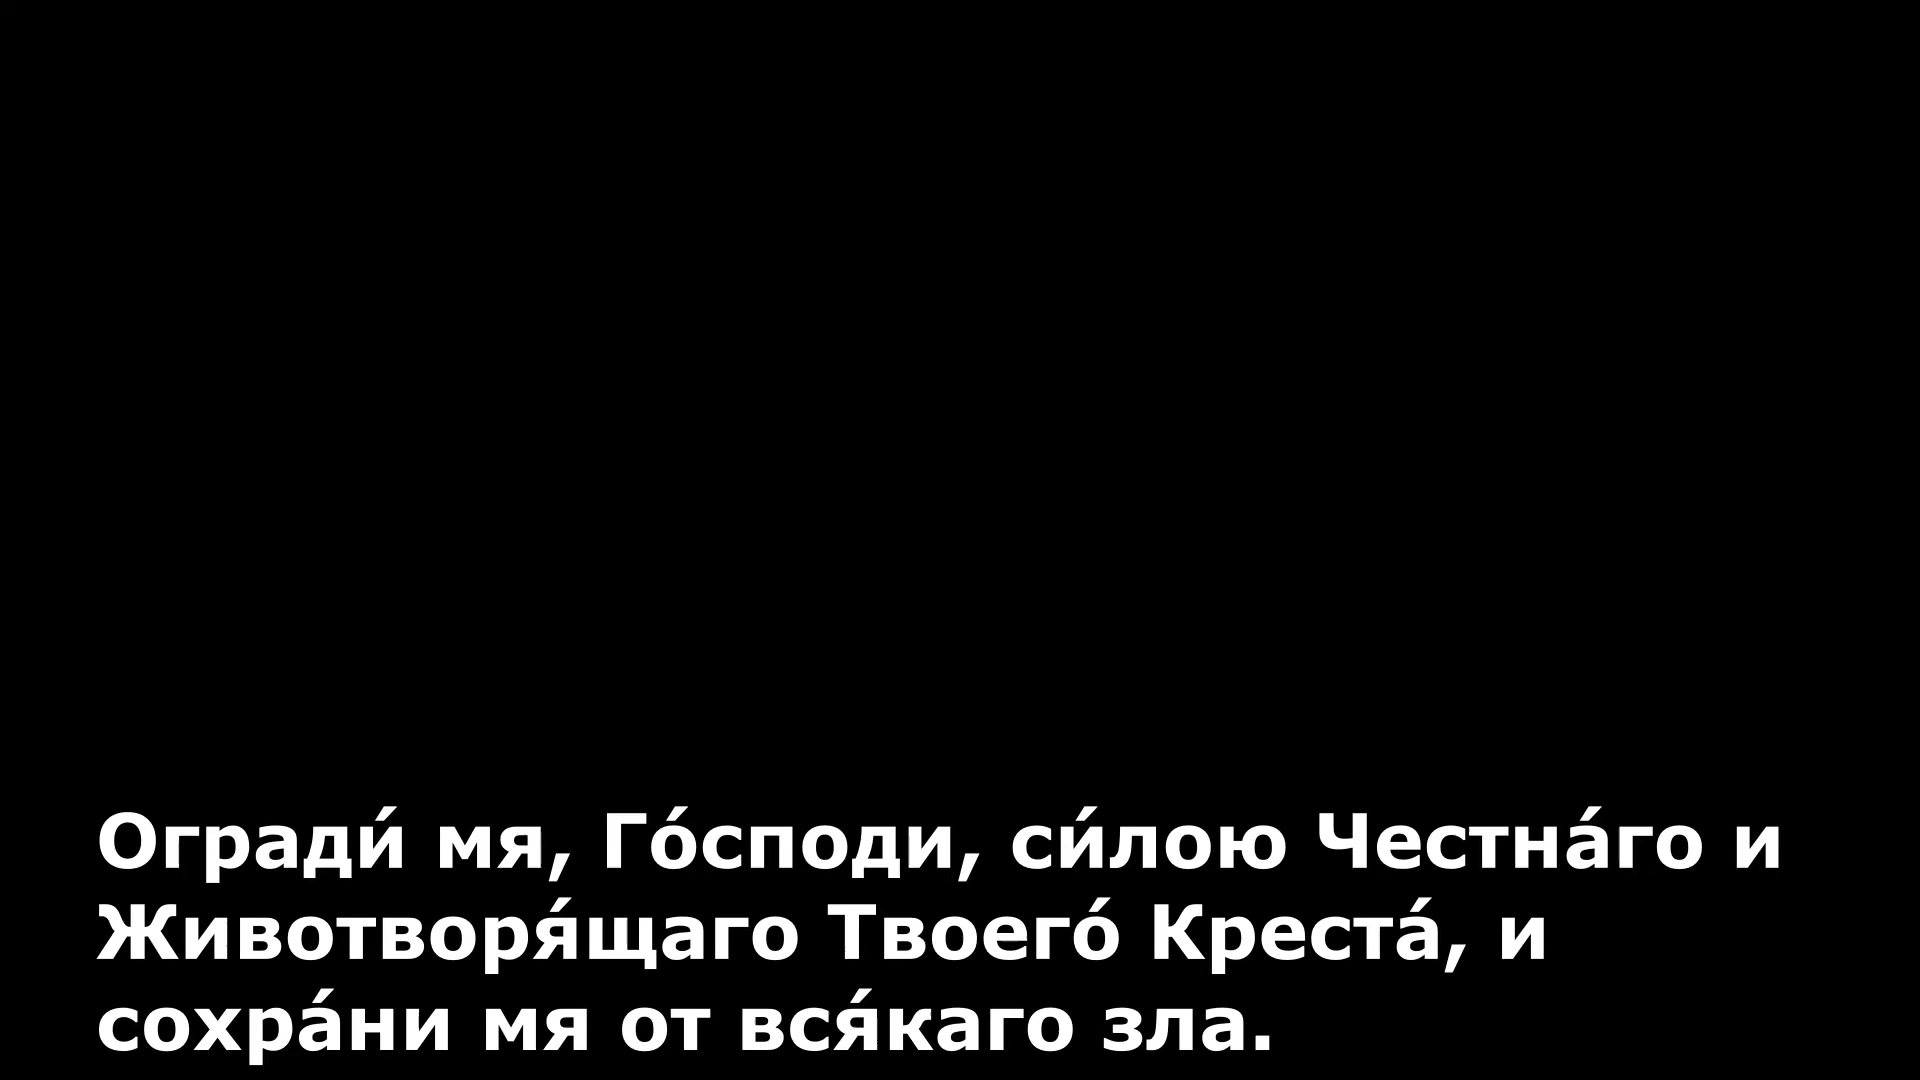 Огради́ мя, Го́споди, си́лою Честна́го и
Животворя́щаго Твоего́ Креста́, и
сохра́ни мя от вся́каго зла.